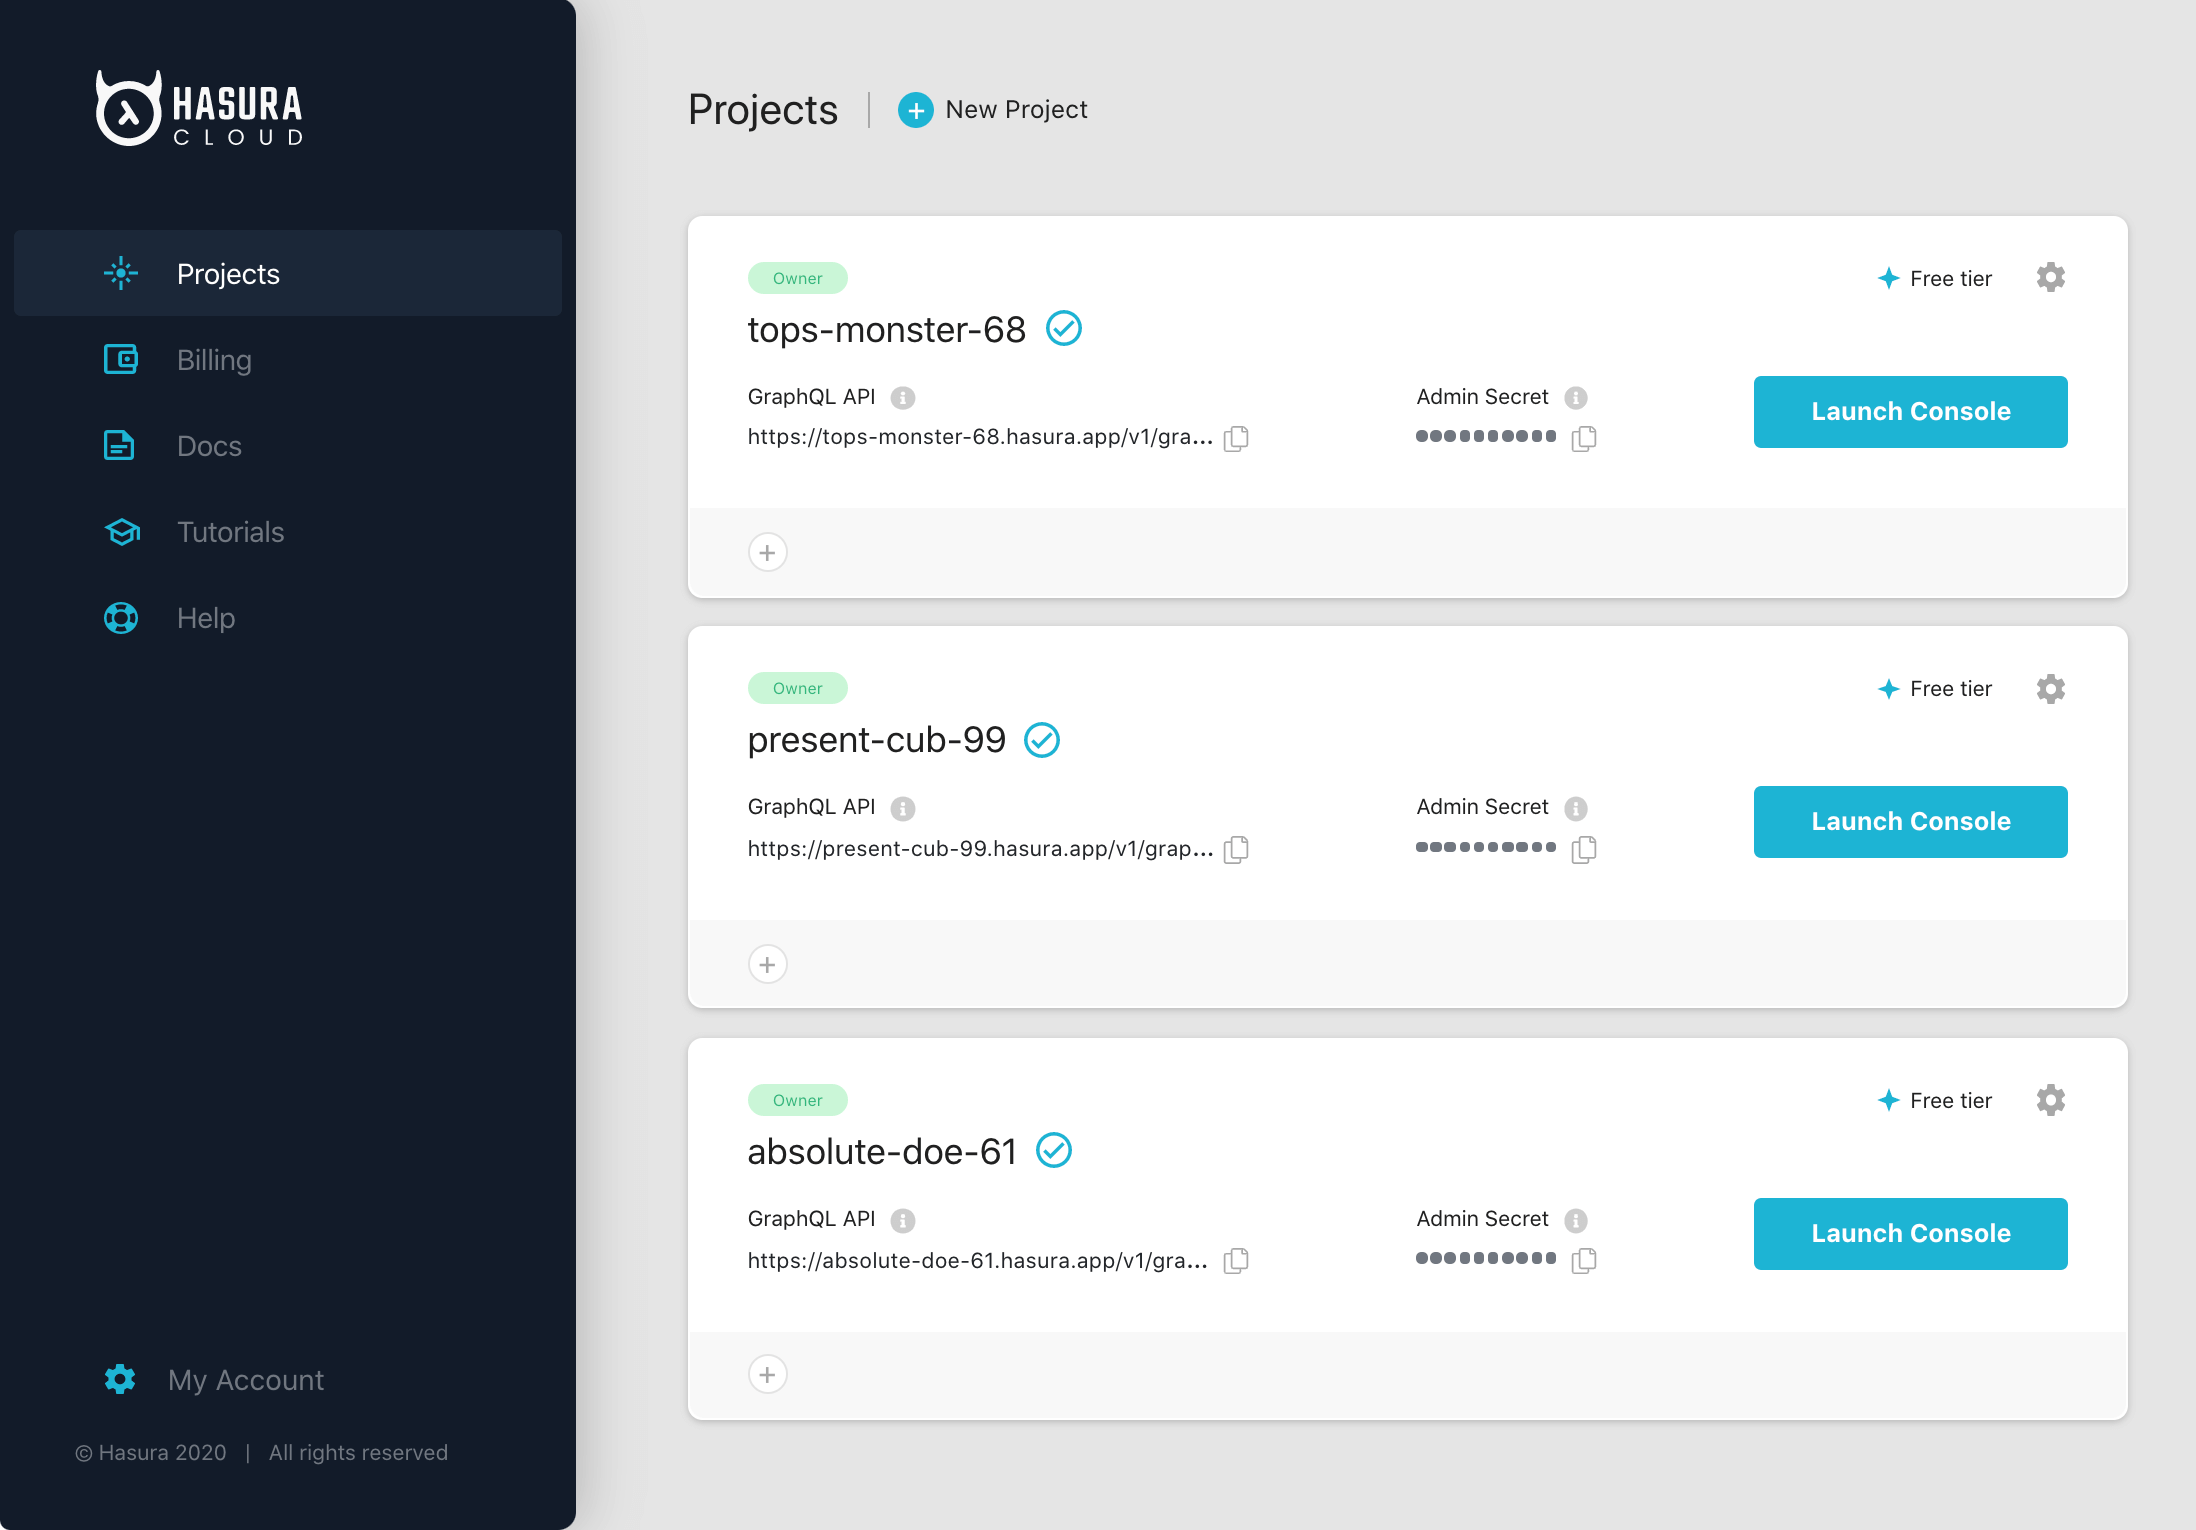 HASURA
CLOUD
Projects
Billing
Docs
Tutorials
Help
My Account
© Hasura 2020 | All rights reserved
Projects | New Project
Owner
Free tier
tops-monster-68
GraphQL API
Admin Secret
https://tops-monster-68.hasura.app/v1/gra...
Launch Console
Owner
Free tier
present-cub-99
GraphQL API
Admin Secret
https://present-cub-99.hasura.app/v1/grap...
Launch Console
Owner
Free tier
absolute-doe-61
GraphQL API
Admin Secret
https://absolute-doe-61.hasura.app/v1/gra...
Launch Console